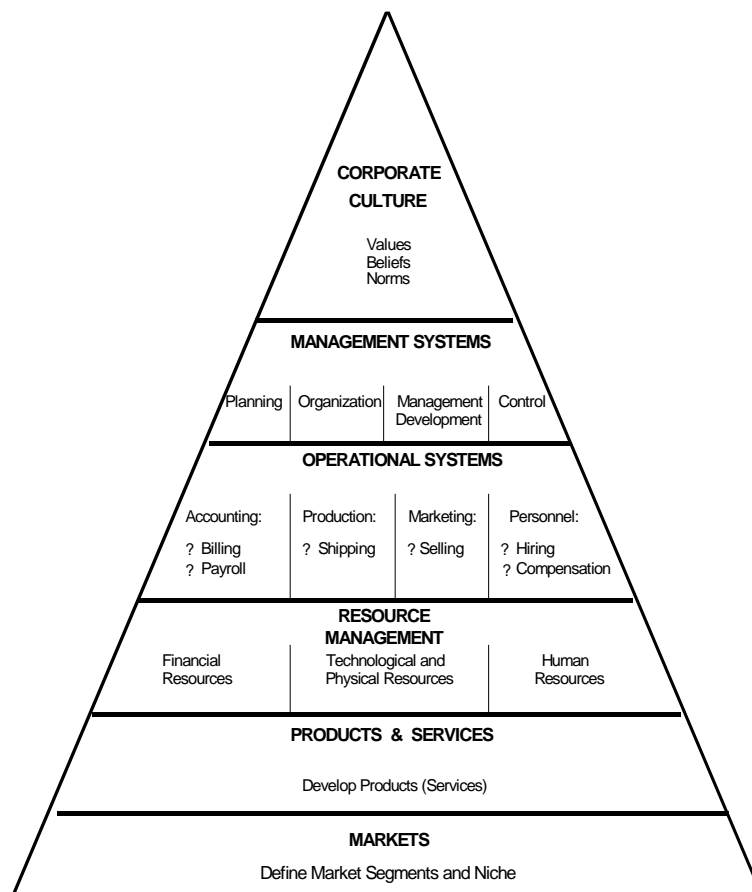 CORPORATE
CULTURE
Values
Beliefs
Norms
MANAGEMENT SYSTEMS
Planning
Organization
Management
Development
Control
OPERATIONAL SYSTEMS
Accounting:
? Billing
? Payroll
Production:
? Shipping
Marketing:
? Selling
Personnel:
? Hiring
? Compensation
RESOURCE
MANAGEMENT
Financial
Resources
Technological and
Physical Resources
Human
Resources
PRODUCTS & SERVICES
Develop Products (Services)
MARKETS
Define Market Segments and Niche